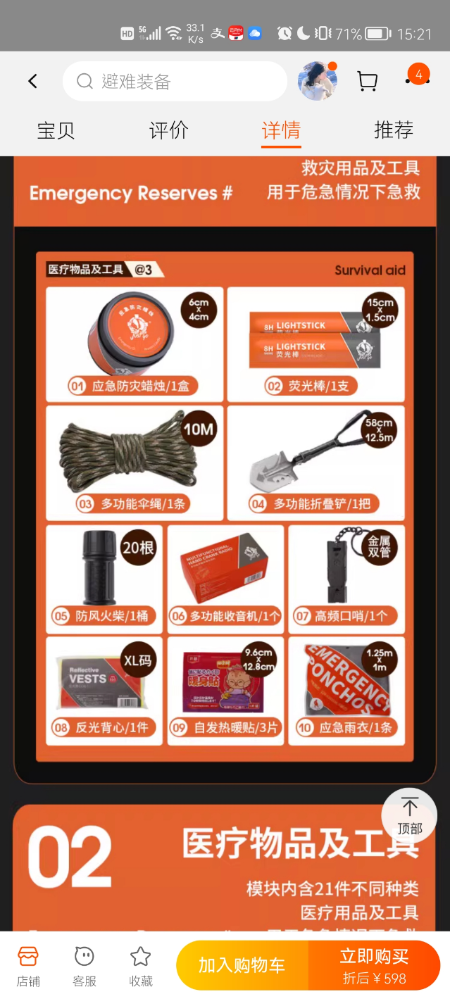 HD 5G 33.1 K/s 支 71% 15:21
避难装备
4
宝贝 评价 详情 推荐
救灾用品及工具
Emergency Reserves #
用于危急情况下急救
医疗物品及工具 @3 Survival aid
6cm
x
4cm
应急防灾蜡烛
01 应急防灾蜡烛/1盒
15cm
x
1.5cm
8H LIGHTSTICK
8H LIGHTSTICK
荧光棒
02 荧光棒/1支
10M
03 多功能伞绳/1条
58cm
x
12.5m
04 多功能折叠铲/1把
20根
05 防风火柴/1桶
MULTIFUNCTIONAL
HAND CRANK RADIO
06 多功能收音机/1个
金属
双管
07 高频口哨/1个
XL码
Reflective
VESTS
08 反光背心/1件
9.6cm
x
12.8cm
暖身贴
09 自发热暖贴/3片
1.25m
x
1m
EMERGENCY
PONCHOS
10 应急雨衣/1条
顶部
02
医疗物品及工具
模块内含21件不同种类
医疗用品及工具
店铺 客服 收藏
加入购物车
立即购买
折后￥598